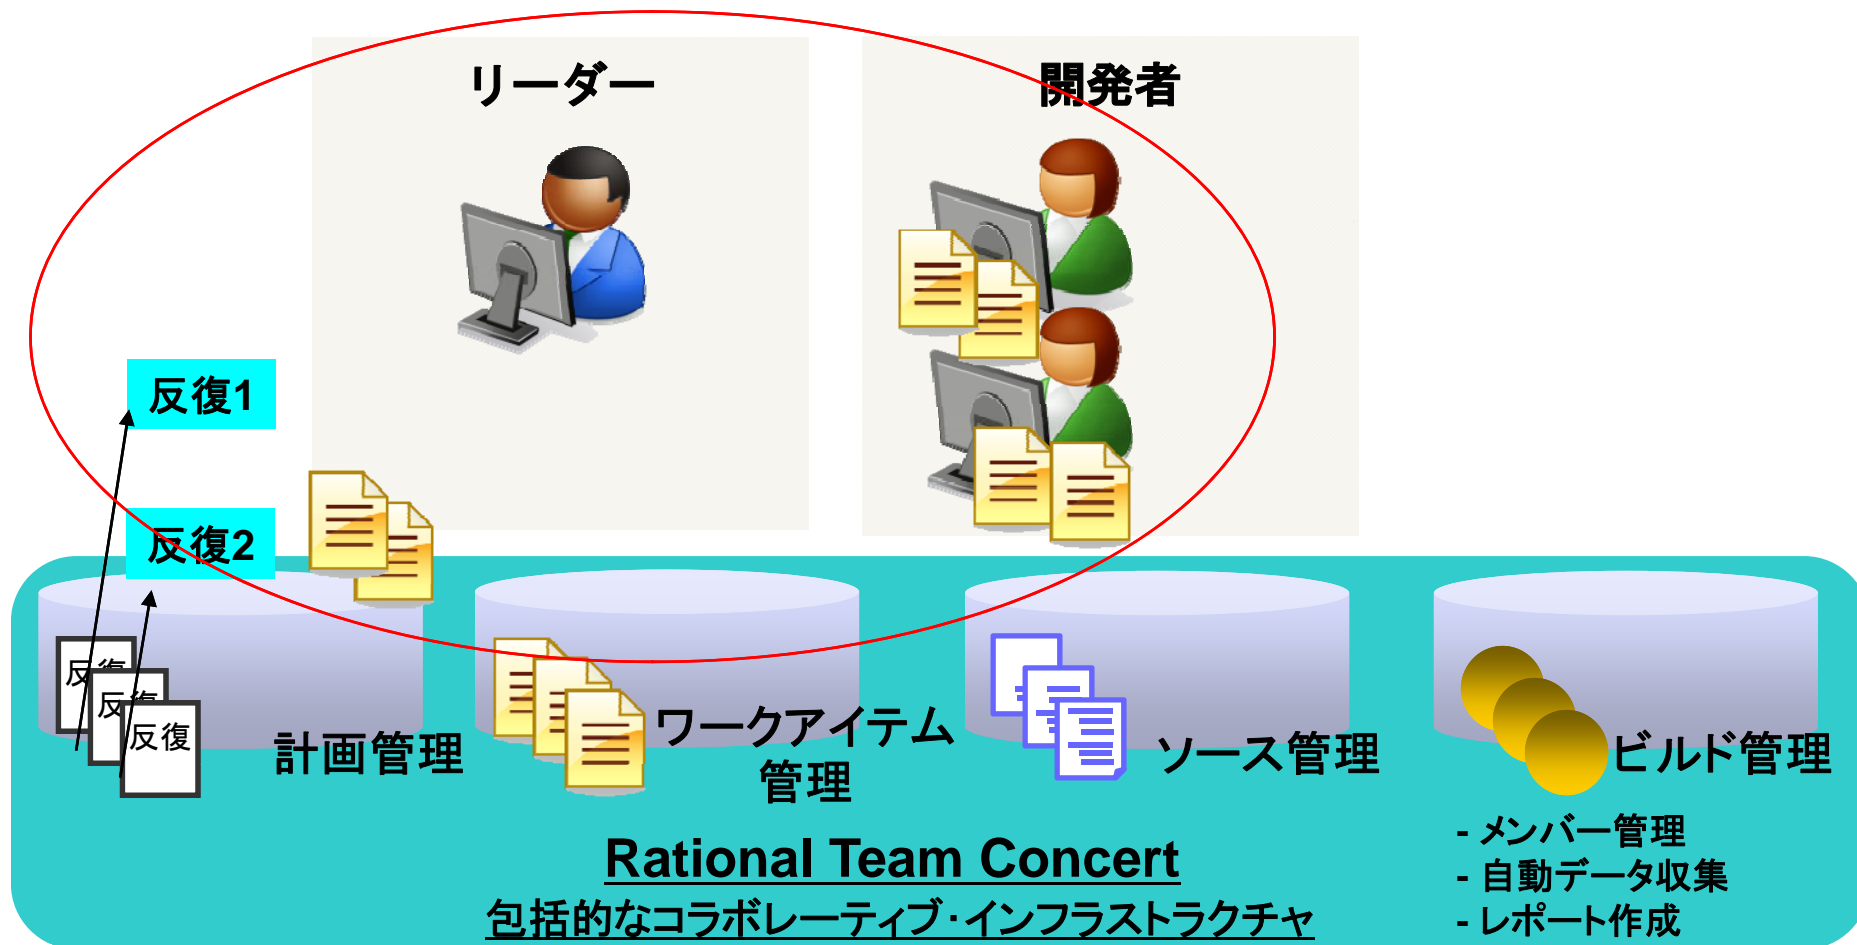 リーダー
開発者
反復1
反復2
反復
反復
反復
計画管理
ワークアイテム
管理
ソース管理
ビルド管理
Rational Team Concert
包括的なコラボレーティブ・インフラストラクチャ
- メンバー管理
- 自動データ収集
- レポート作成